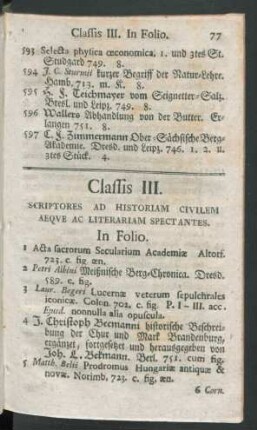 Classis III. In Folio. 77
593 Selecta physica œconomica. 1. und 3tes St.
Studgard 749. 8.
594 J. C. Sturmii kurzer Begriff der Natur-Lehre.
Hamb. 713. m. K. 8.
595 H. F. Teichmayer vom Seignetter-Salz.
Bresl. und Leipz. 749. 8.
596 Wallers Abhandlung von der Butter. Er-
langen 751. 8.
597 C. F. Zimmermann Ober-Sächsische Berg-
Akademie. Dresd. und Leipz. 746. 1. 2. u.
3tes Stück. 4.
Classis III.
SCRIPTORES AD HISTORIAM CIVILEM
AEQVE AC LITERARIAM SPECTANTES.
In Folio.
1 Acta sacrorum Secularium Academiæ Altorf.
723. c. fig. æn.
2 Petri Albini Meißnische Berg-Chronica. Dresd.
589. c. fig.
3 Laur. Begeri Lucernæ veterum sepulchrales
iconicæ. Colon. 702. c. fig. P. I-III. acc.
Ejusd. nonnulla alia opuscula.
4 J. Christoph Becmanni historische Beschrei-
bung der Chur und Mark Brandenburg,
ergänzet, fortgesetzt und herausgegeben von
Joh. L. Bekmann. Berl. 751. cum fig.
5 Matth. Belii Prodromus Hungariæ antiquæ &
novæ. Norimb. 723. c. fig. æn.
6 Corn.